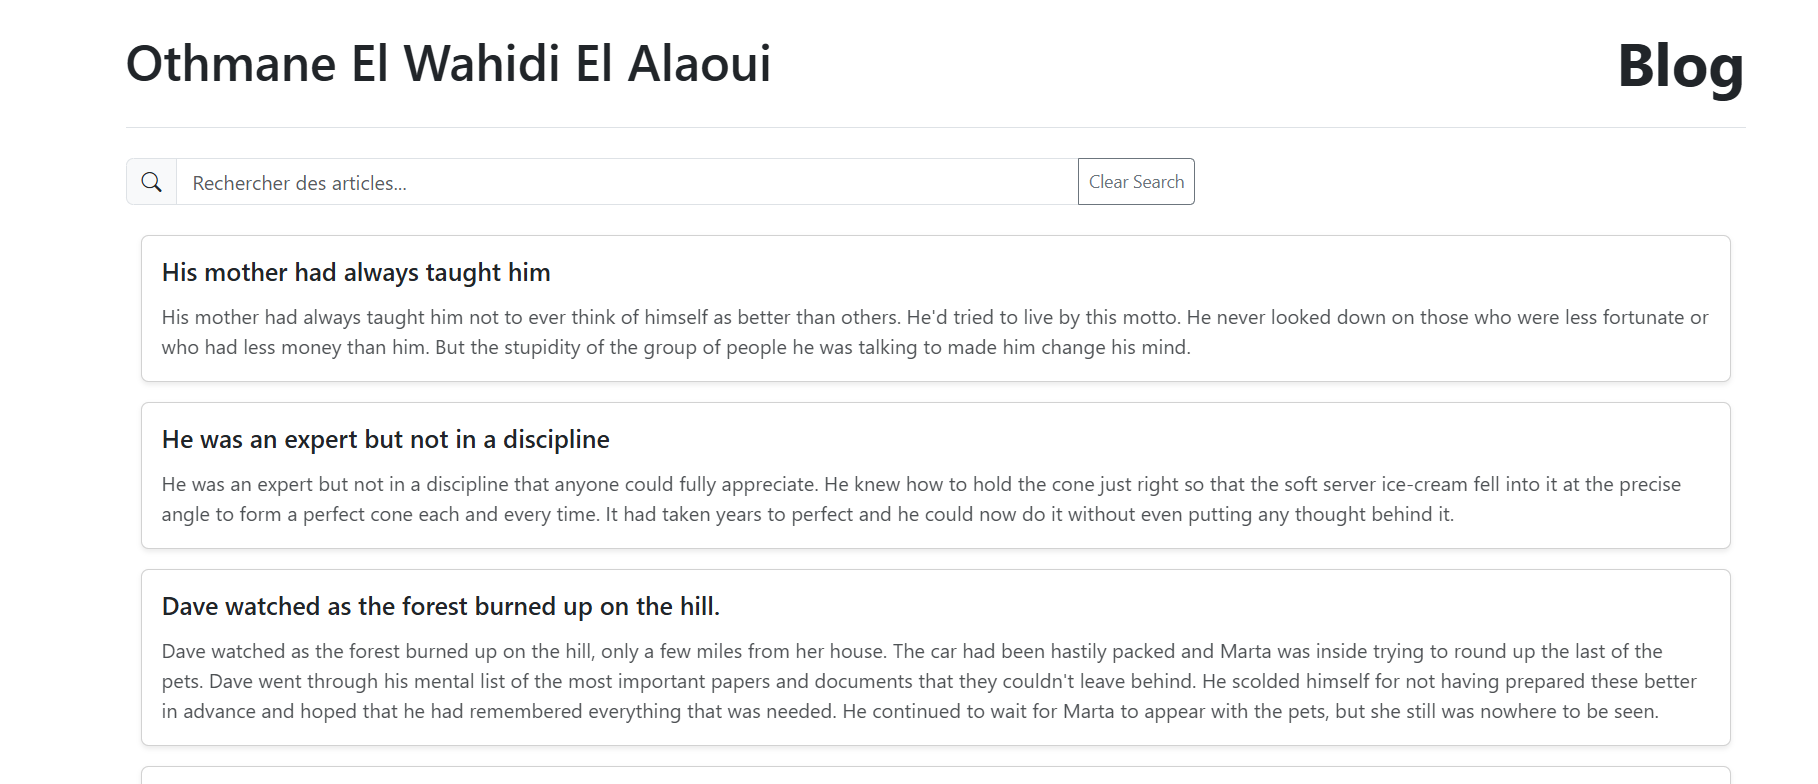 Othmane El Wahidi El Alaoui
Blog
Rechercher des articles...
Clear Search
His mother had always taught him
His mother had always taught him not to ever think of himself as better than others. He'd tried to live by this motto. He never looked down on those who were less fortunate or
who had less money than him. But the stupidity of the group of people he was talking to made him change his mind.
He was an expert but not in a discipline
He was an expert but not in a discipline that anyone could fully appreciate. He knew how to hold the cone just right so that the soft server ice-cream fell into it at the precise
angle to form a perfect cone each and every time. It had taken years to perfect and he could now do it without even putting any thought behind it.
Dave watched as the forest burned up on the hill.
Dave watched as the forest burned up on the hill, only a few miles from her house. The car had been hastily packed and Marta was inside trying to round up the last of the
pets. Dave went through his mental list of the most important papers and documents that they couldn't leave behind. He scolded himself for not having prepared these better
in advance and hoped that he had remembered everything that was needed. He continued to wait for Marta to appear with the pets, but she still was nowhere to be seen.